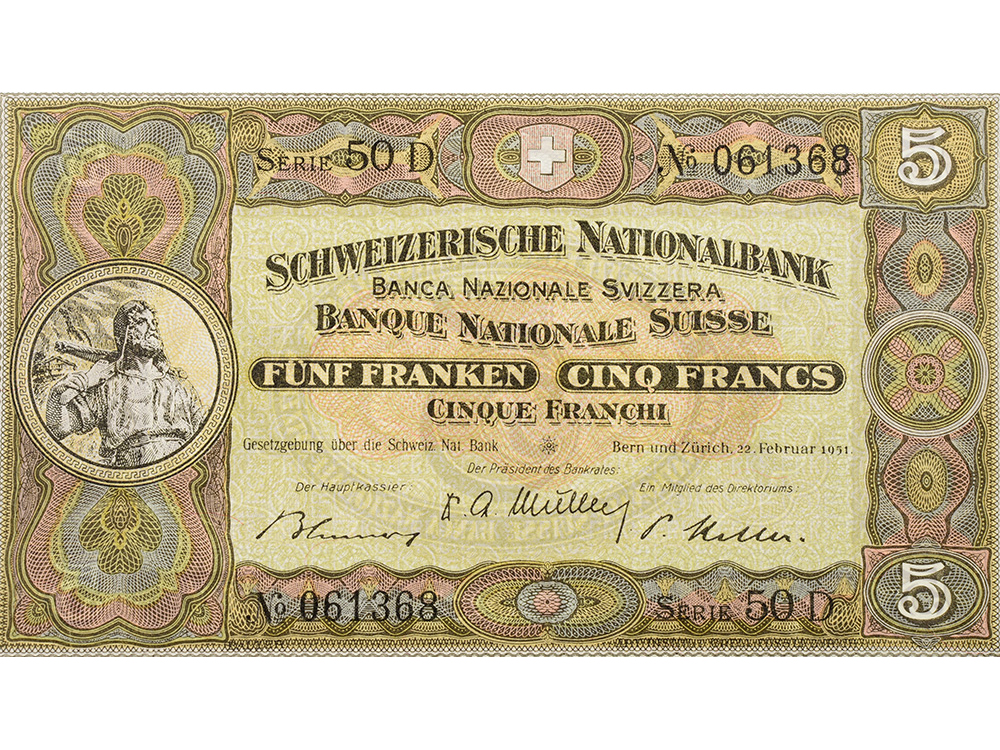 SERIE 50 D
No 061368
5
SCHWEIZERISCHE NATIONALBANK
BANCA NAZIONALE SVIZZERA
BANQUE NATIONALE SUISSE
FÜNF FRANKEN CINQ FRANCS
CINQUE FRANCHI
Gesetzgebung über die Schweiz. Nat. Bank
Bern und Zürich, 22. Februar 1951.
Der Präsident des Bankrates:
Der Hauptkassier:
Ein Mitglied des Direktoriums:
No 061368
SERIE 50 D
5